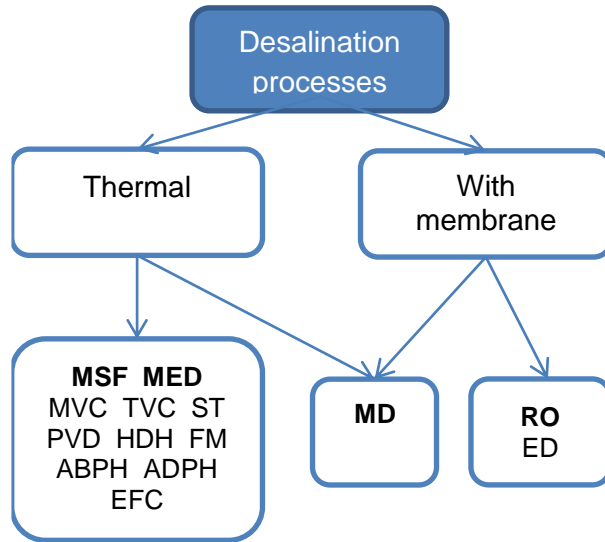 Desalination
processes
Thermal
With
membrane
MSF MED
MVC TVC ST
PVD HDH FM
ABPH ADPH
EFC
MD
RO
ED